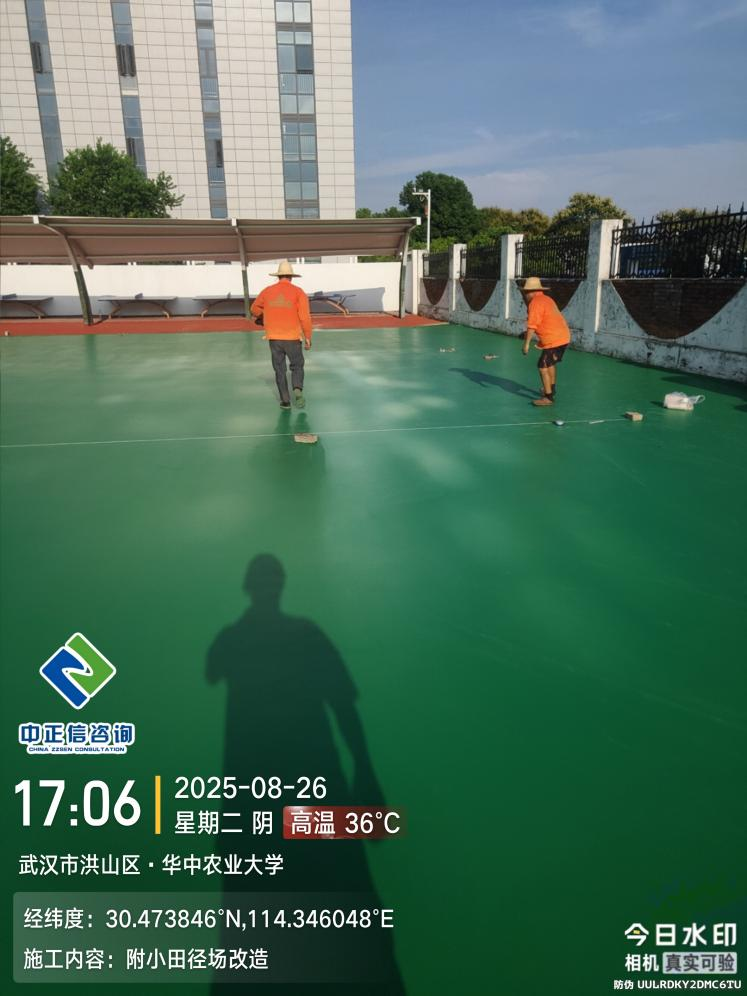 中正信咨询
CHINA ZZSEN CONSULTATION
17:06
2025-08-26
星期二 阴 高温 36°C
武汉市洪山区·华中农业大学
经纬度：30.473846°N,114.346048°E
施工内容：附小田径场改造
今日水印
相机 真实可验
防伪 UULRDKY2DMC6TU